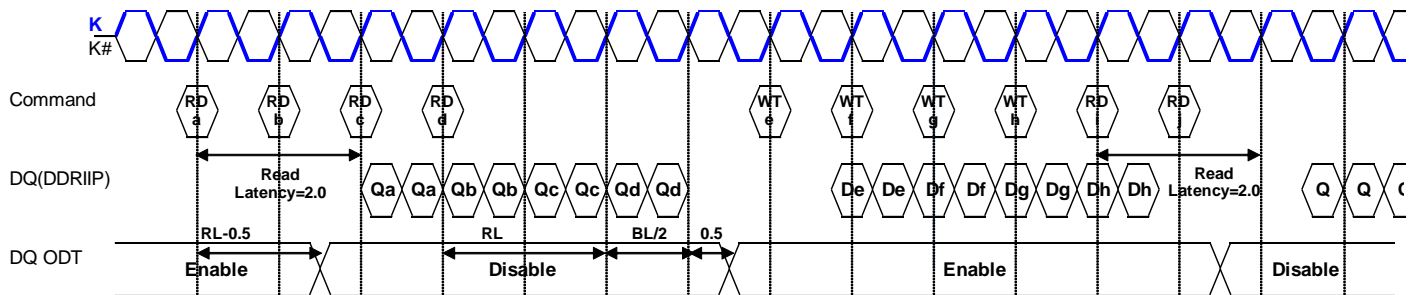 K
K#
Command
RD a RD b RD c RD d WT e WT f WT g WT h RD i RD j
Read Latency=2.0
Read Latency=2.0
DQ(DDRIIP)
Qa Qa Qb Qb Qc Qc Qd Qd De De Df Df Dg Dg Dh Dh Q Q
RL-0.5 RL BL/2 0.5
DQ ODT
Enable Disable Enable Disable